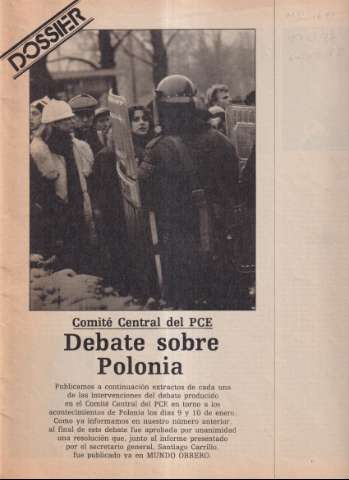 DOSSIER
Comité Central del PCE
Debate sobre
Polonia
Publicamos a continuación extractos de cada una
de las intervenciones del debate producido
en el Comité Central del PCE en torno a los
acontecimientos de Polonia los días 9 y 10 de enero.
Como ya informamos en nuestro número anterior,
al final de este debate fue aprobada por unanimidad
una resolución que, junto al informe presentado
por el secretario general, Santiago Carrillo,
fue publicado ya en MUNDO OBRERO.